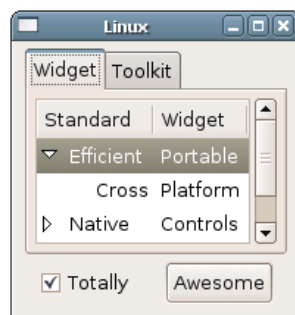 Linux
Widget Toolkit
Standard Widget
Efficient Portable
Cross Platform
Native Controls
Totally Awesome